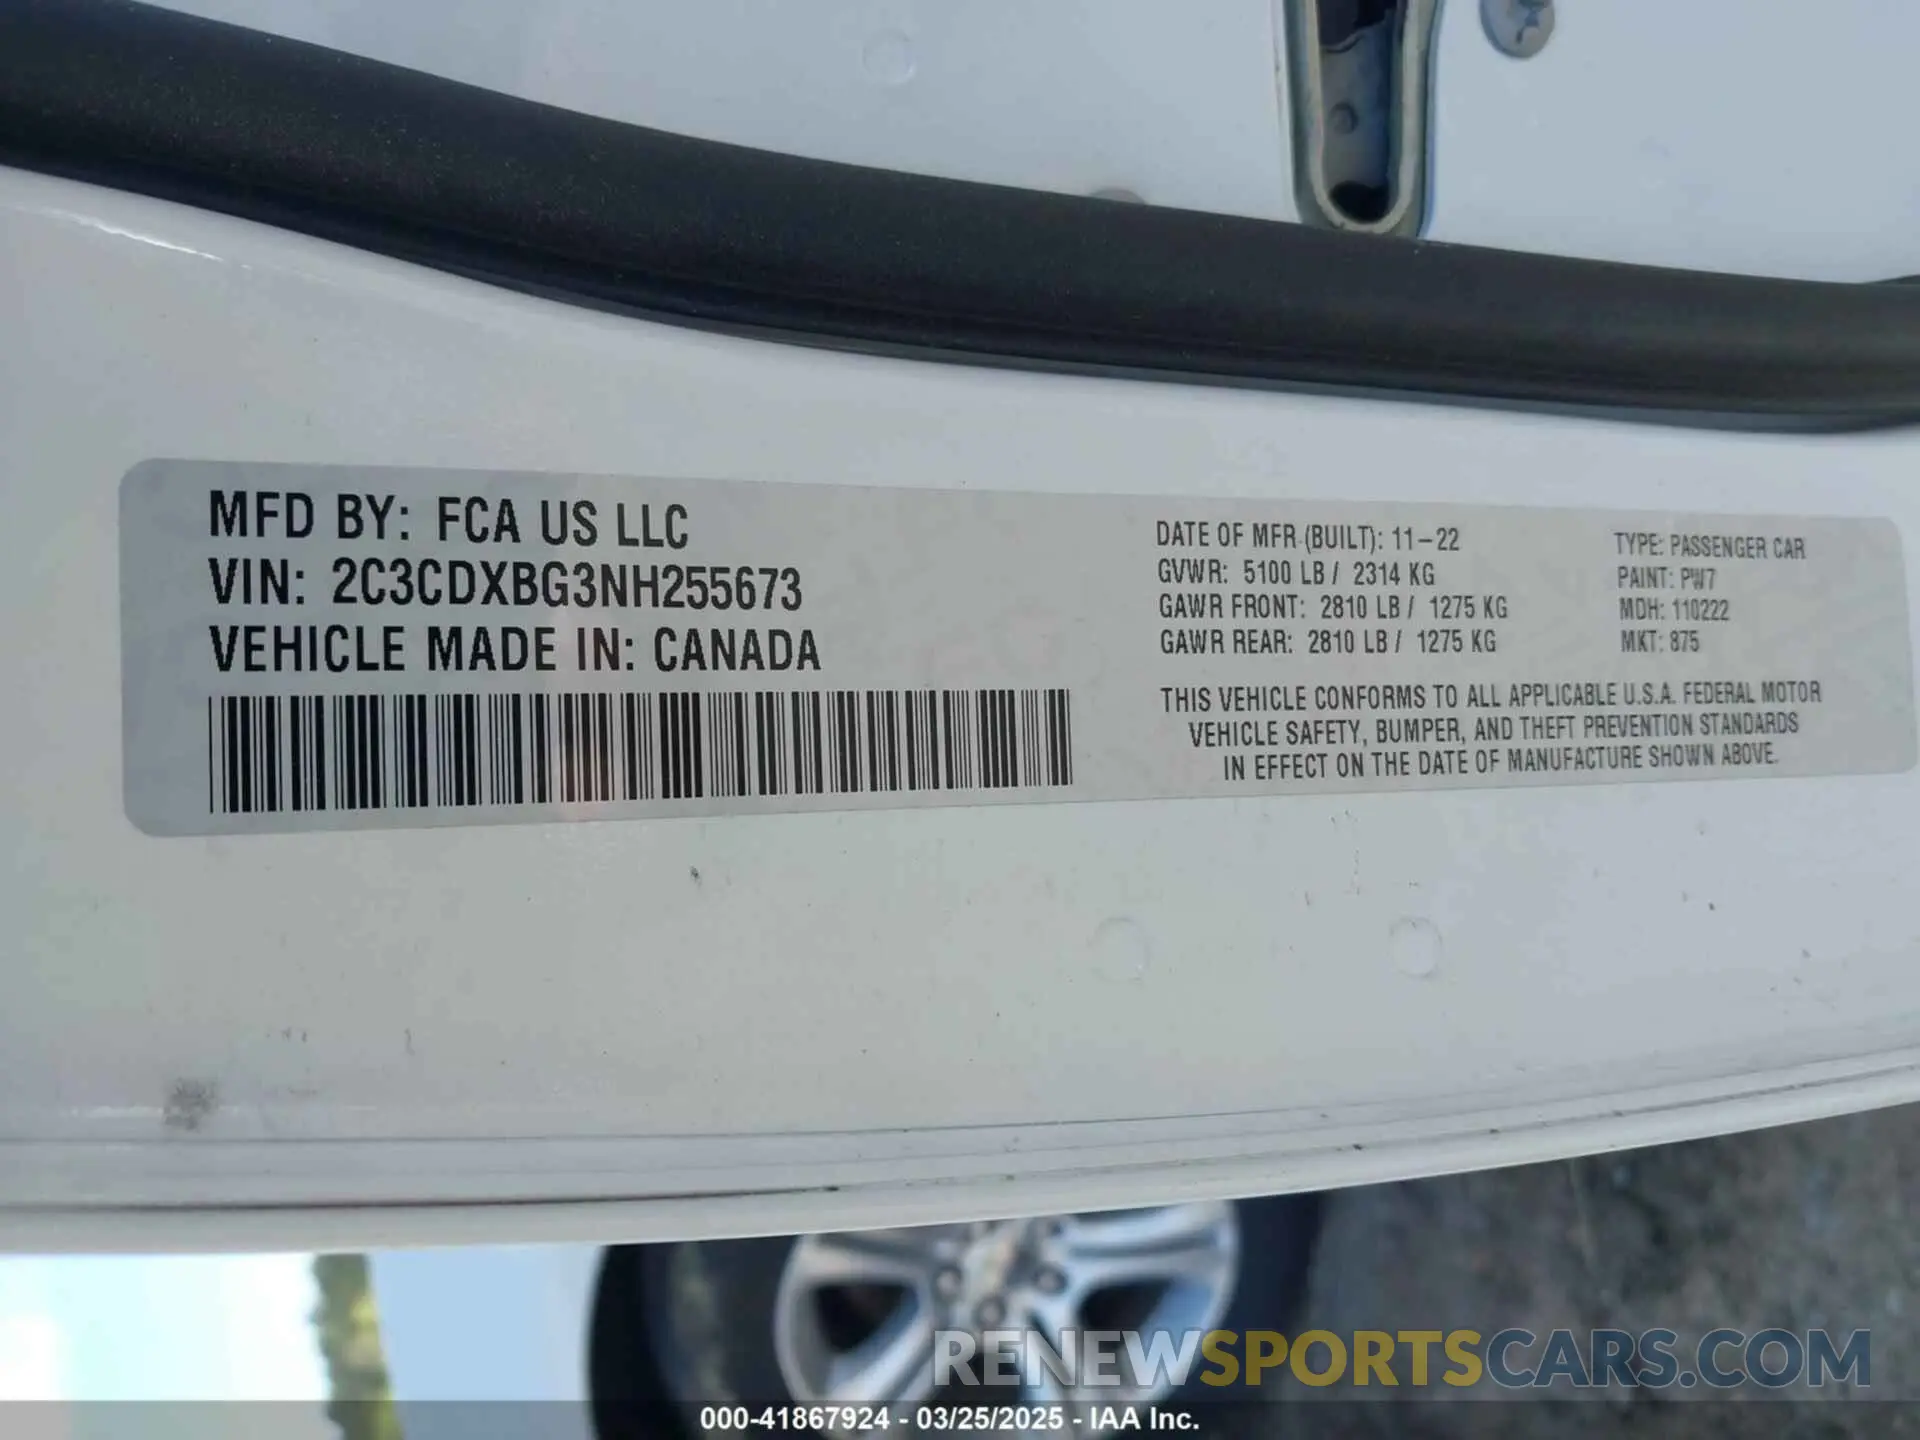 MFD BY: FCA US LLC
VIN: 2C3CDXBG3NH255673
VEHICLE MADE IN: CANADA
DATE OF MFR (BUILT): 11-22
GVWR: 5100 LB / 2314 KG
GAWR FRONT: 2810 LB / 1275 KG
GAWR REAR: 2810 LB / 1275 KG
TYPE: PASSENGER CAR
PAINT: PW7
MDH: 110222
MKT: 875
THIS VEHICLE CONFORMS TO ALL APPLICABLE U.S.A. FEDERAL MOTOR
VEHICLE SAFETY, BUMPER, AND THEFT PREVENTION STANDARDS
IN EFFECT ON THE DATE OF MANUFACTURE SHOWN ABOVE.
RENEWSPORTSCARS.COM
000-41867924 - 03/25/2025 - IAA Inc.